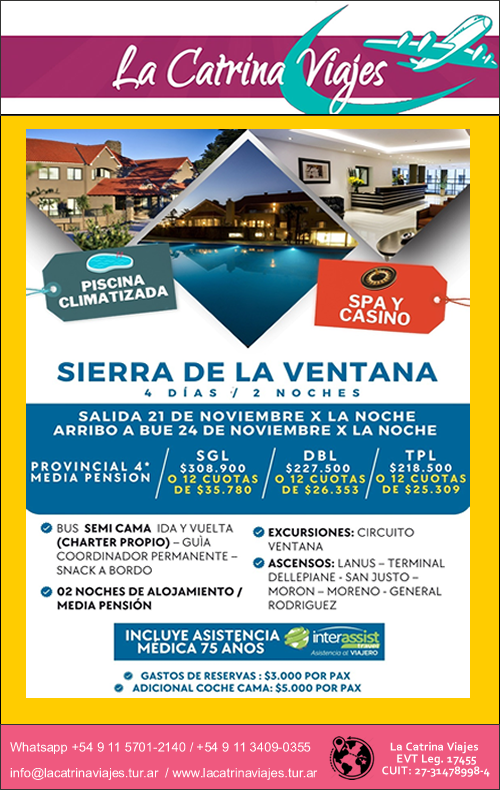 La Catrina Viajes
PISCINA
CLIMATIZADA
SPA Y
CASINO
SIERRA DE LA VENTANA
4 DÍAS / 2 NOCHES
SALIDA 21 DE NOVIEMBRE X LA NOCHE
ARRIBO A BUE 24 DE NOVIEMBRE X LA NOCHE
PROVINCIAL 4*
MEDIA PENSION
SGL
$308.900
O 12 CUOTAS
DE $35.780
DBL
$227.500
O 12 CUOTAS
DE $26.353
TPL
$218.500
O 12 CUOTAS
DE $25.309
BUS SEMI CAMA IDA Y VUELTA
(CHARTER PROPIO) – GUÌA
COORDINADOR PERMANENTE –
SNACK A BORDO
02 NOCHES DE ALOJAMIENTO /
MEDIA PENSIÓN
EXCURSIONES: CIRCUITO
VENTANA
ASCENSOS: LANUS – TERMINAL
DELLEPIANE - SAN JUSTO –
MORON – MORENO - GENERAL
RODRIGUEZ
INCLUYE ASISTENCIA
MÉDICA 75 AÑOS
interassist
travel
Asistencia al VIAJERO
GASTOS DE RESERVAS : $3.000 POR PAX
ADICIONAL COCHE CAMA: $5.000 POR PAX
Whatsapp +54 9 11 5701-2140 / +54 9 11 3409-0355
info@lacatrinaviajes.tur.ar / www.lacatrinaviajes.tur.ar
La Catrina Viajes
EVT Leg. 17455
CUIT: 27-31478998-4